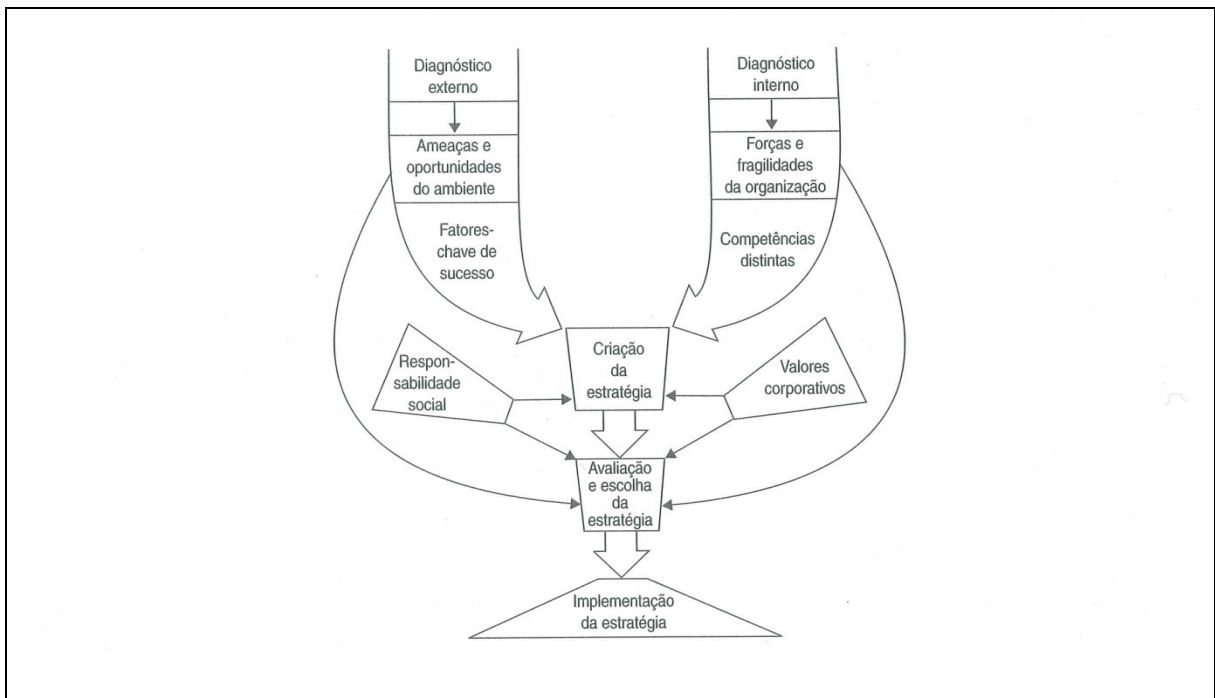 Diagnóstico
externo
Diagnóstico
interno
Ameaças e
oportunidades
do ambiente
Forças e
fragilidades
da organização
Fatores-
chave de
sucesso
Competências
distintas
Criação
da
estratégia
Respon-
sabilidade
social
Valores
corporativos
Avaliação
e escolha
da
estratégia
Implementação
da estratégia